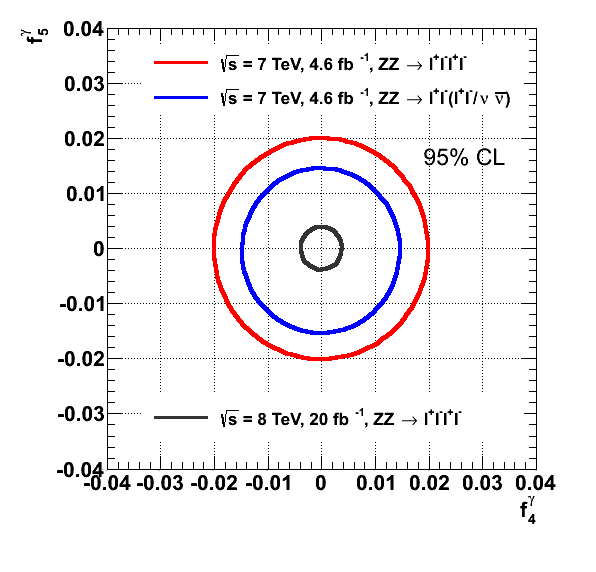 f₅^γ
0.04
√s = 7 TeV, 4.6 fb⁻¹, ZZ → l⁺l⁻l⁺l⁻
0.03
√s = 7 TeV, 4.6 fb⁻¹, ZZ → l⁺l⁻(l⁺l⁻/ν ν̅)
0.02
95% CL
0.01
0
-0.01
-0.02
-0.03
√s = 8 TeV, 20 fb⁻¹, ZZ → l⁺l⁻l⁺l⁻
-0.04
-0.04 -0.03 -0.02 -0.01 0 0.01 0.02 0.03 0.04
f₄^γ